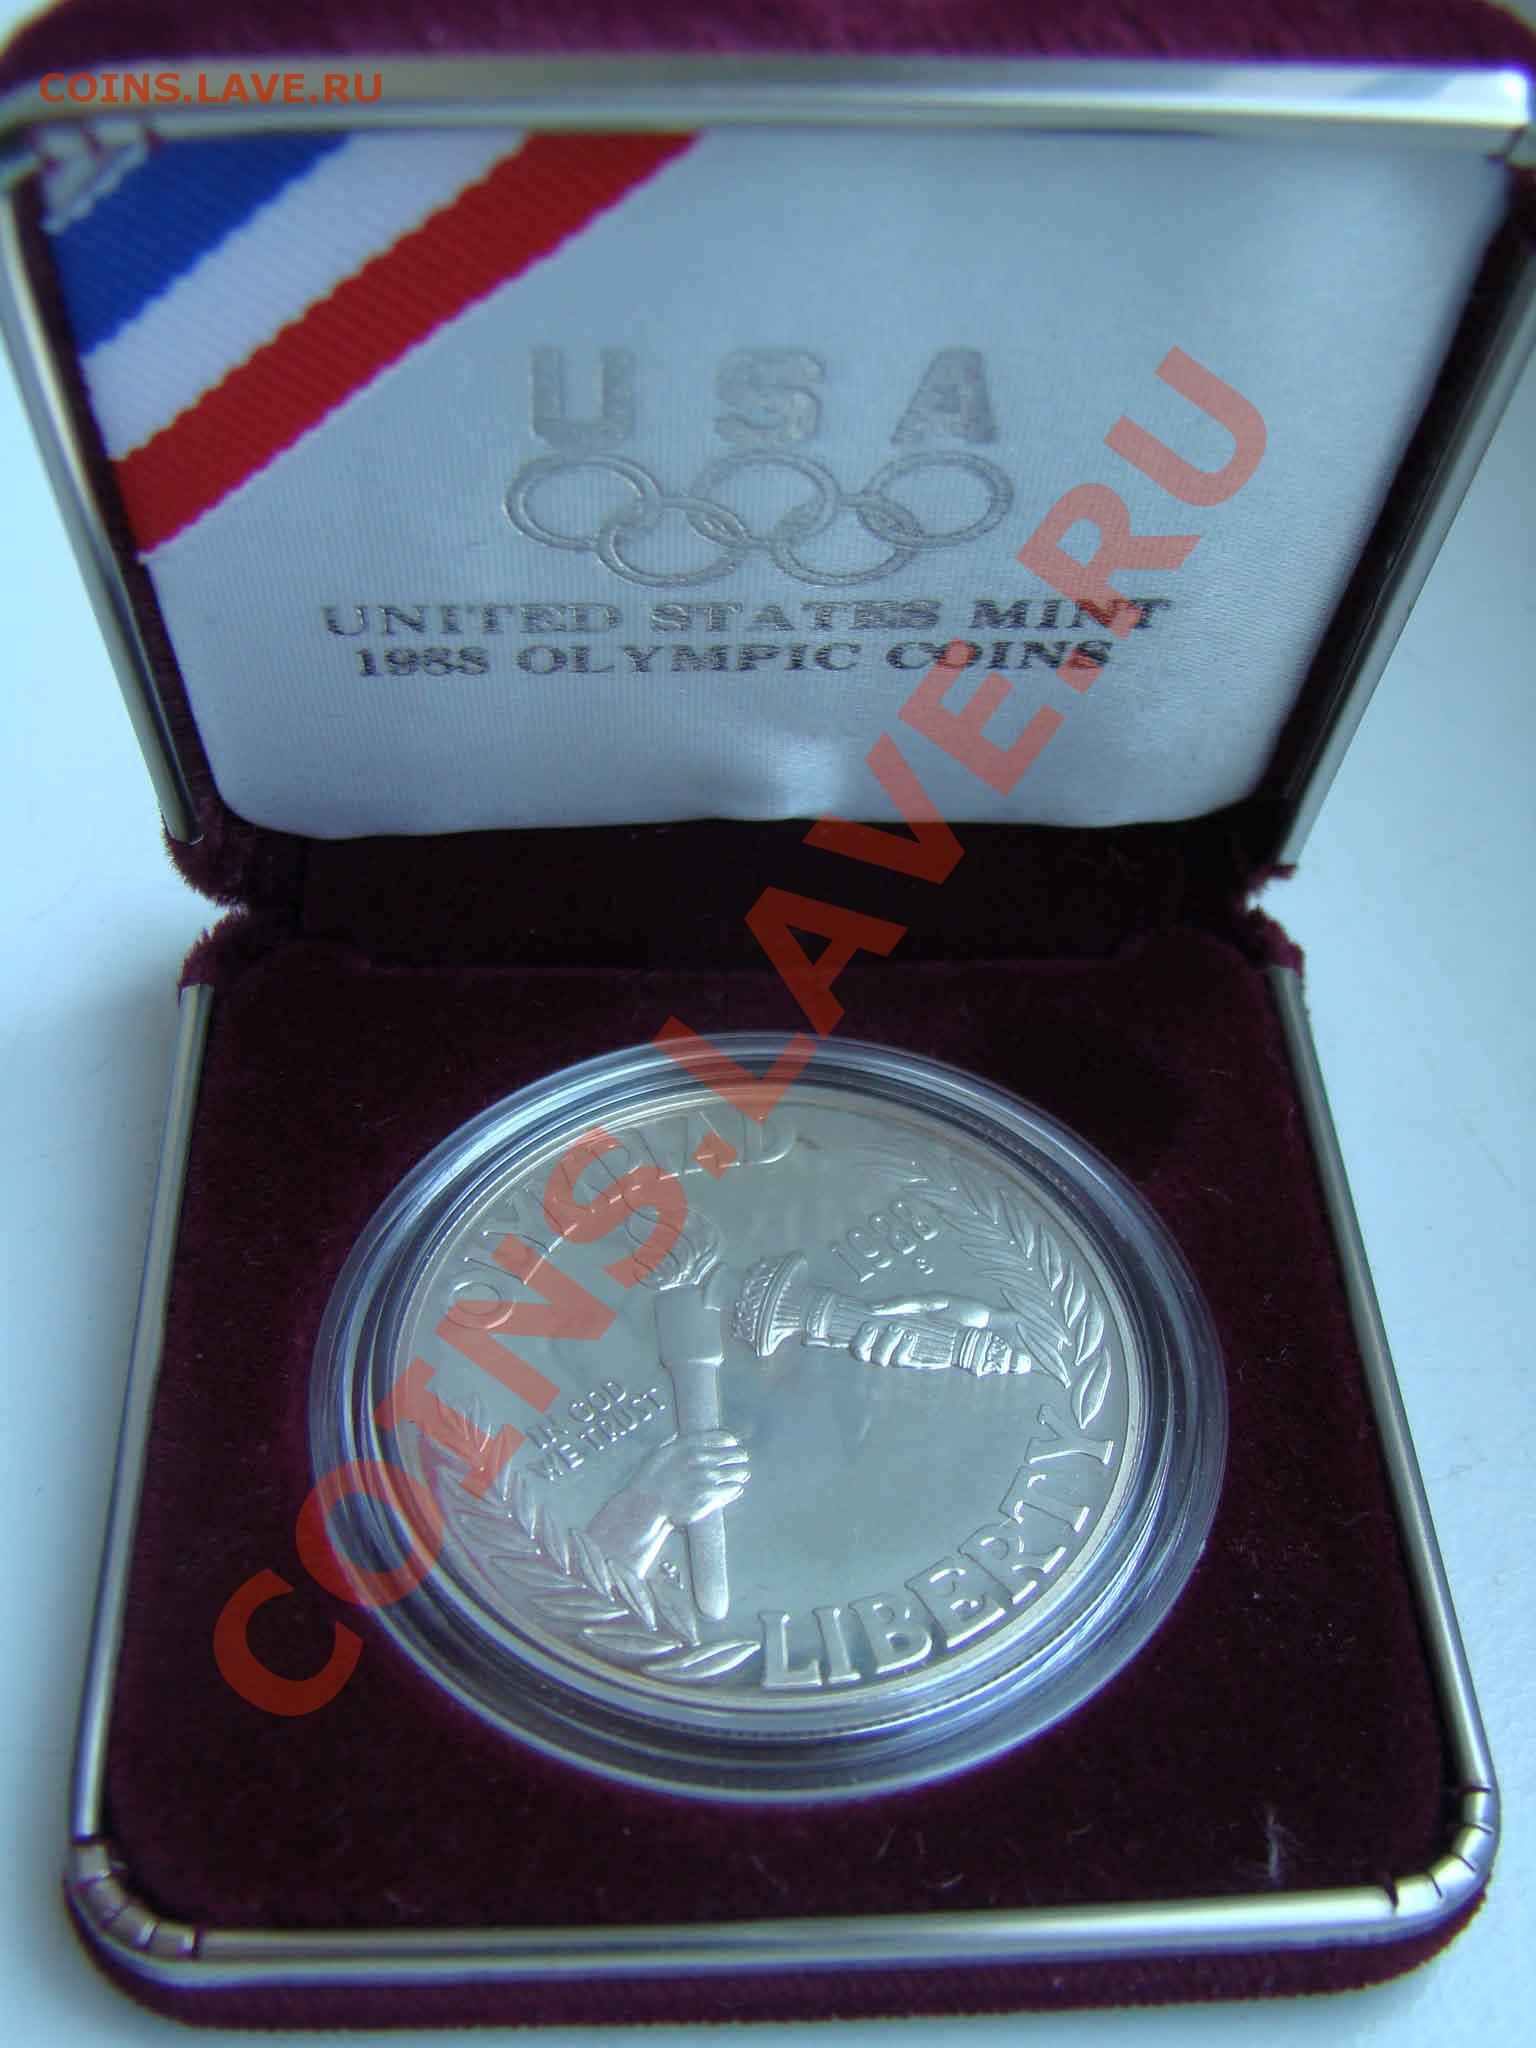 COINS.LAVE.RU
USA
UNITED STATES MINT
1988 OLYMPIC COINS
COINS.LAVE.RU
OLYMPIAD
1988
S
IN GOD
WE TRUST
LIBERTY